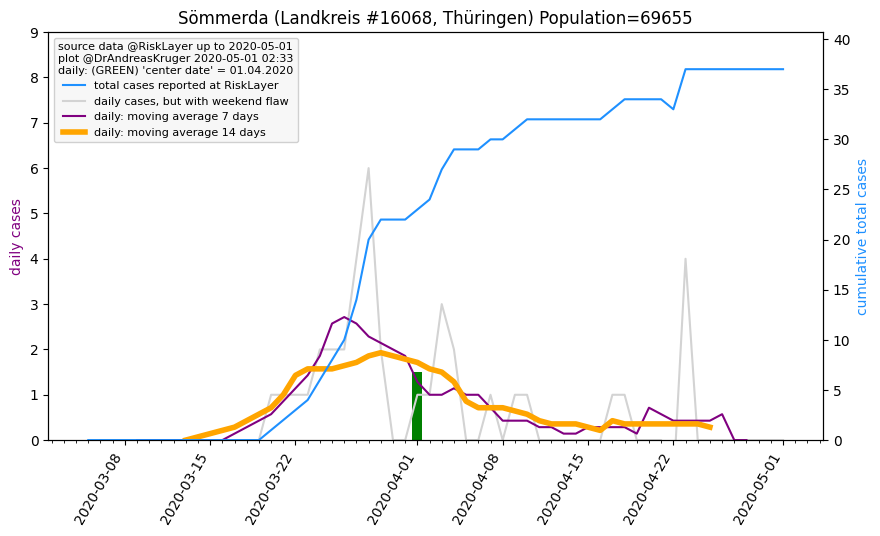 Sömmerda (Landkreis #16068, Thüringen) Population=69655
source data @RiskLayer up to 2020-05-01
plot @DrAndreasKruger 2020-05-01 02:33
daily: (GREEN) 'center date' = 01.04.2020
total cases reported at RiskLayer
daily cases, but with weekend flaw
daily: moving average 7 days
daily: moving average 14 days
daily cases
9
8
7
6
5
4
3
2
1
0
cumulative total cases
40
35
30
25
20
15
10
5
0
2020-03-08
2020-03-15
2020-03-22
2020-04-01
2020-04-08
2020-04-15
2020-04-22
2020-05-01